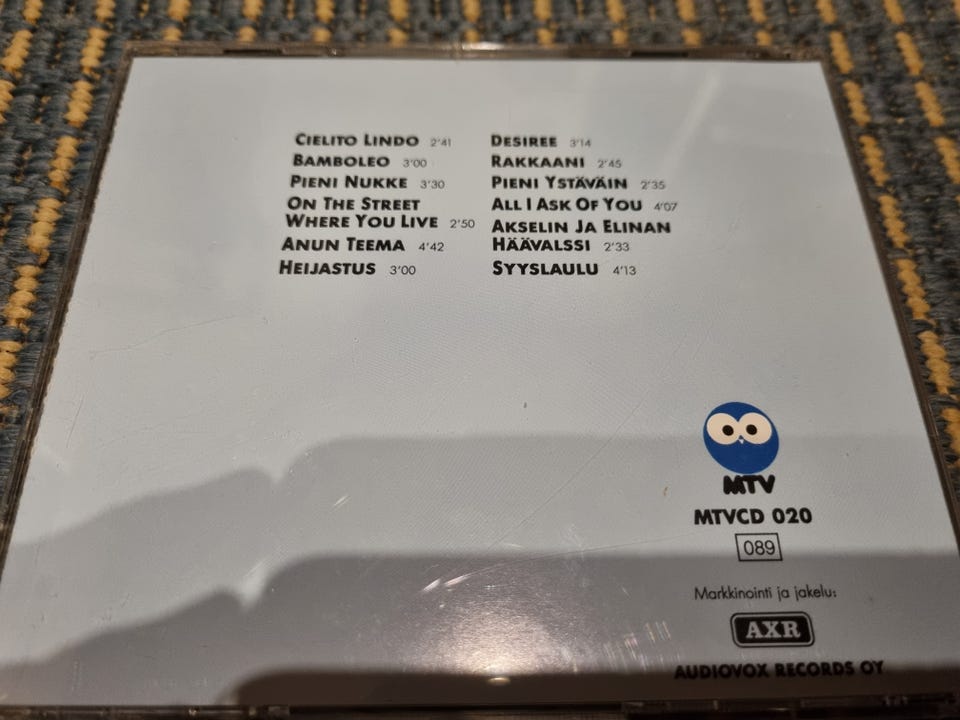 CIELITO LINDO 2'41
BAMBOLEO 3'00
PIENI NUKKE 3'30
ON THE STREET
WHERE YOU LIVE 2'50
ANUN TEEMA 4'42
HEIJASTUS 3'00
DESIREE 3'14
RAKKAANI 2'45
PIENI YSTÄVÄIN 2'35
ALL I ASK OF YOU 4'07
AKSELIN JA ELINAN
HÄÄVALSSI 2'33
SYYSLAULU 4'13
MTV
MTVCD 020
089
Markkinointi ja jakelu:
AXR
AUDIOVOX RECORDS OY